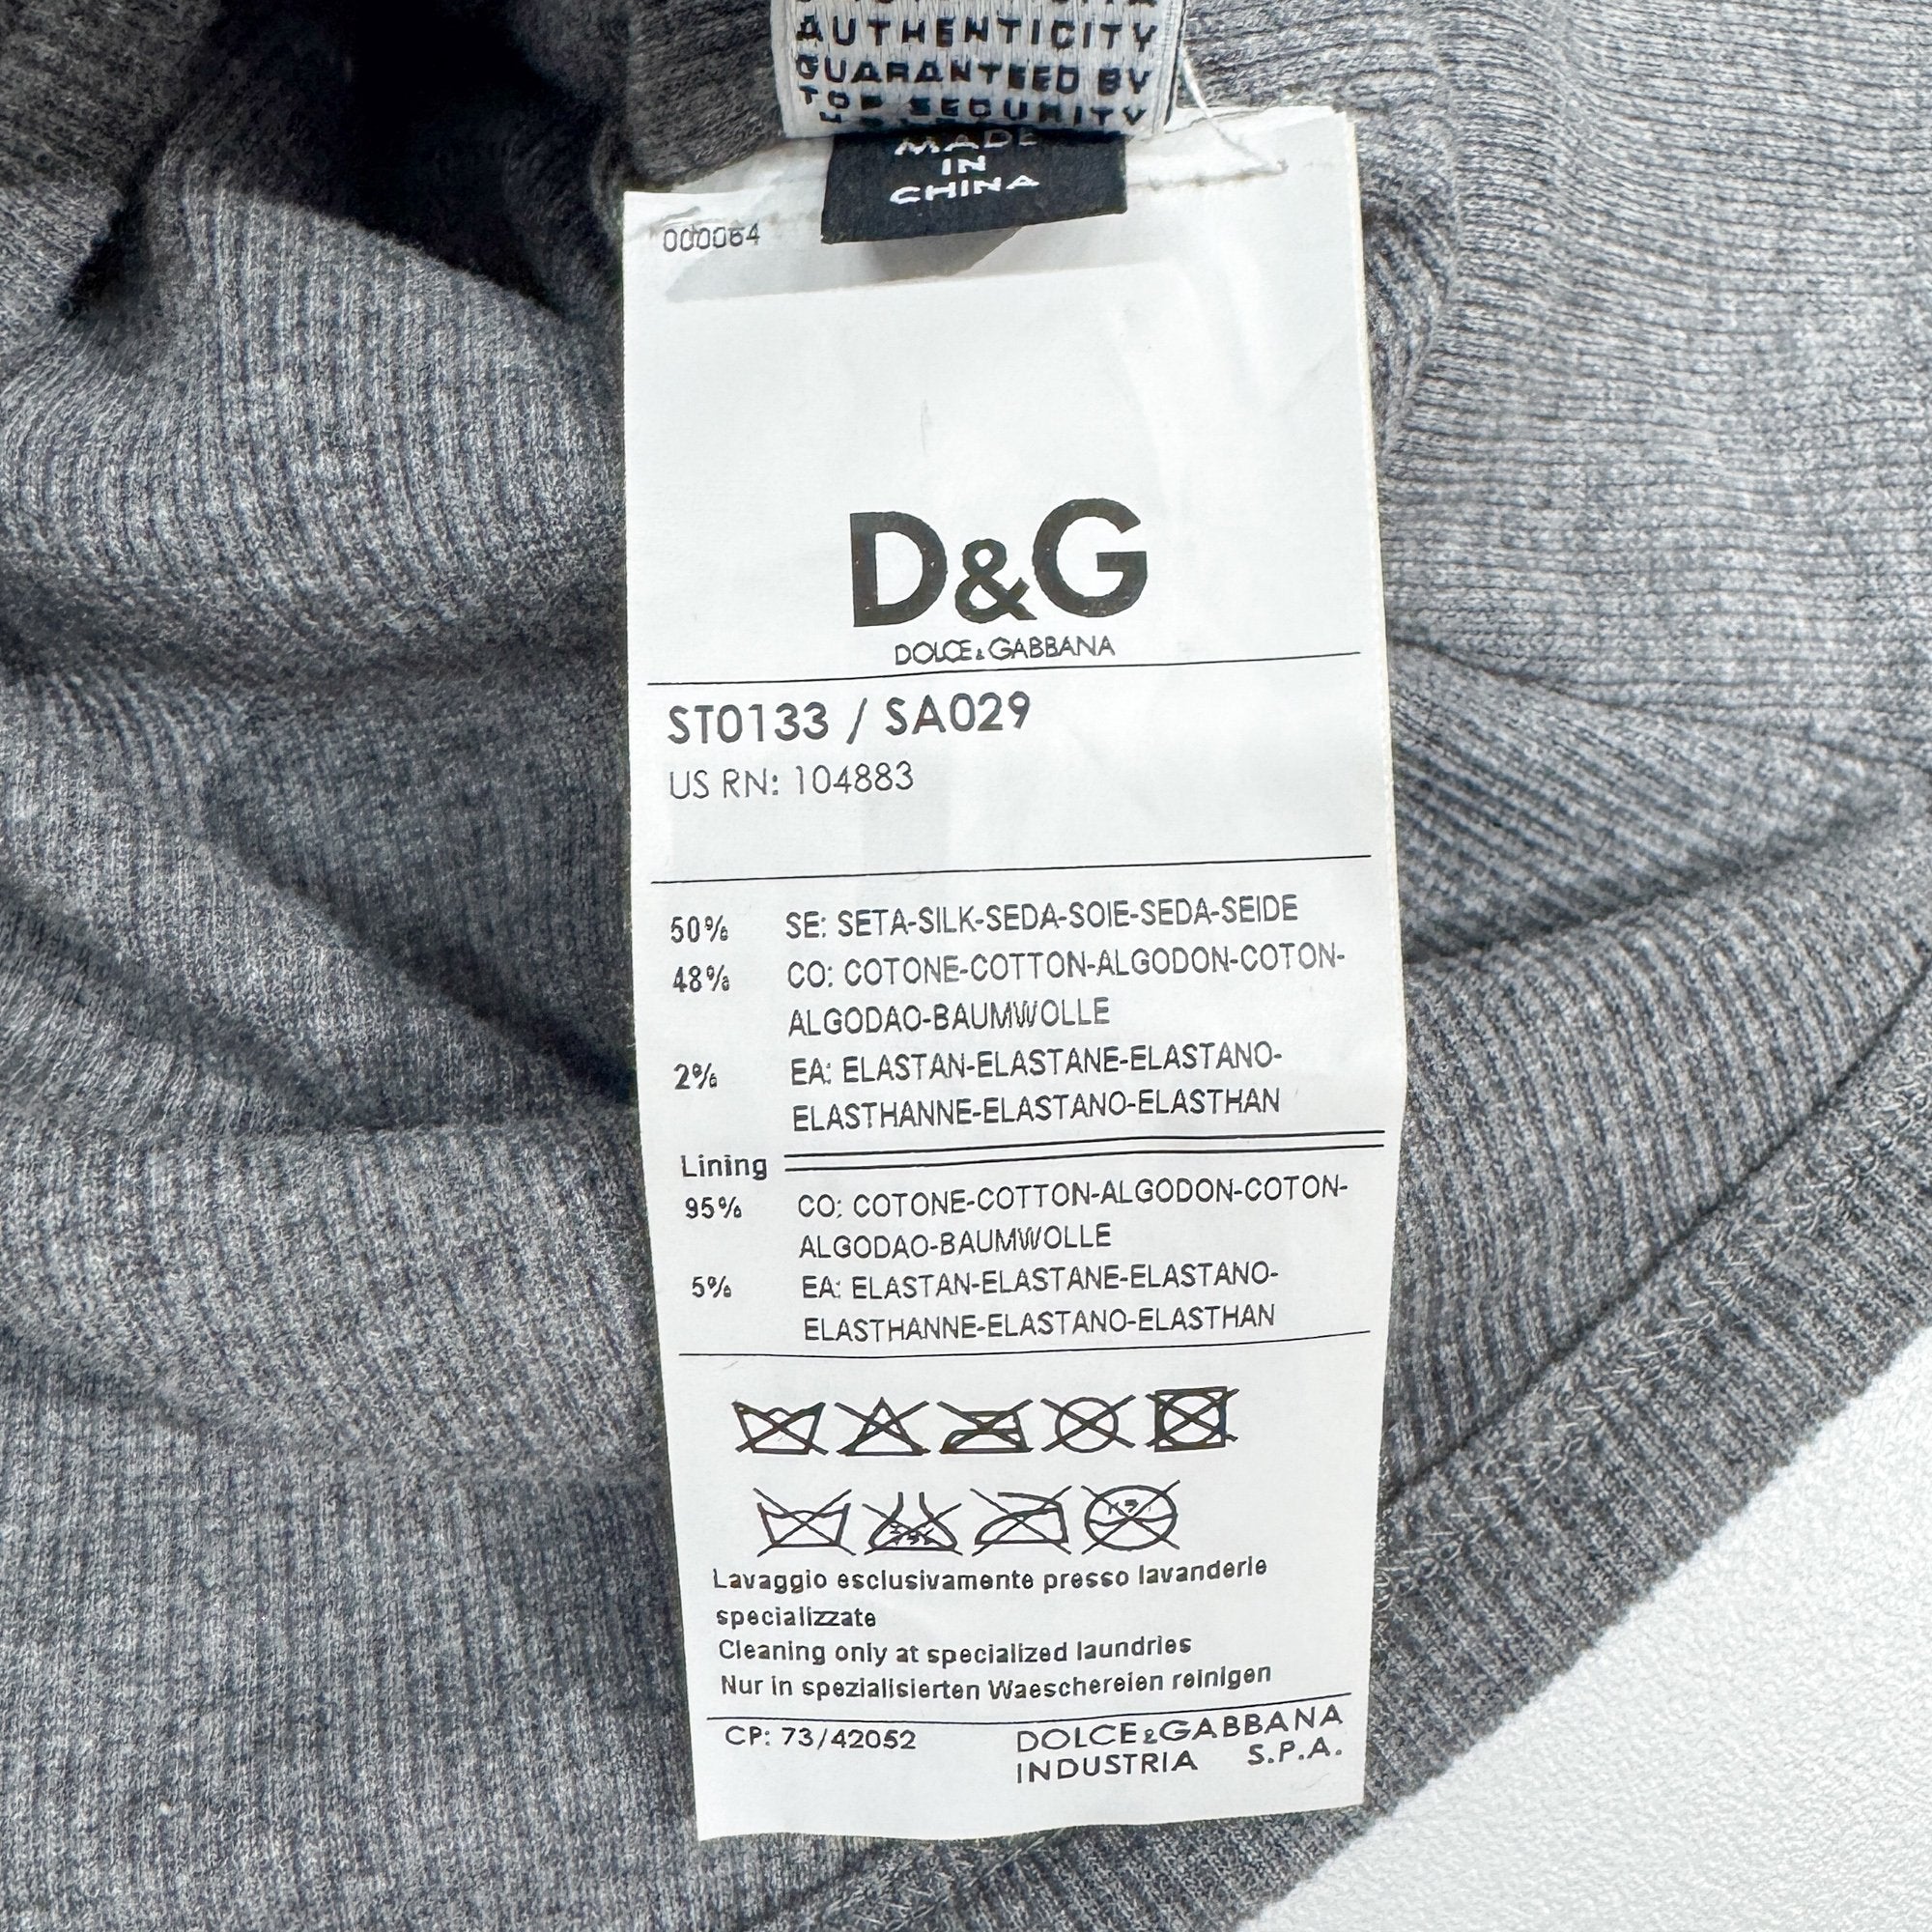 AUTHENTICITY
GUARANTEED BY
TOP SECURITY
MADE
IN
CHINA
000064
D&G
DOLCE & GABBANA
ST0133 / SA029
US RN: 104883
50% SE: SETA-SILK-SEDA-SOIE-SEDA-SEIDE
48% CO: COTONE-COTTON-ALGODON-COTON-
ALGODAO-BAUMWOLLE
2% EA: ELASTAN-ELASTANE-ELASTANO-
ELASTHANNE-ELASTANO-ELASTHAN
Lining
95% CO: COTONE-COTTON-ALGODON-COTON-
ALGODAO-BAUMWOLLE
5% EA: ELASTAN-ELASTANE-ELASTANO-
ELASTHANNE-ELASTANO-ELASTHAN
Lavaggio esclusivamente presso lavanderie
specializzate
Cleaning only at specialized laundries
Nur in spezialisierten Waeschereien reinigen
CP: 73/42052
DOLCE & GABBANA
INDUSTRIA S.P.A.